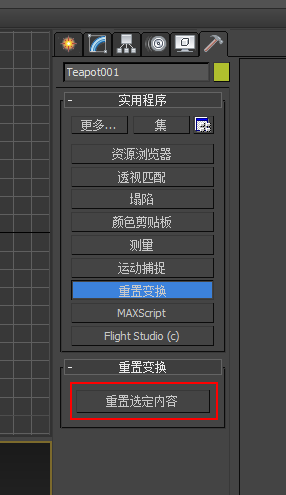 Teapot001
- 实用程序
更多... 集
资源浏览器
透视匹配
塌陷
颜色剪贴板
测量
运动捕捉
重置变换
MAXScript
Flight Studio (c)
- 重置变换
重置选定内容